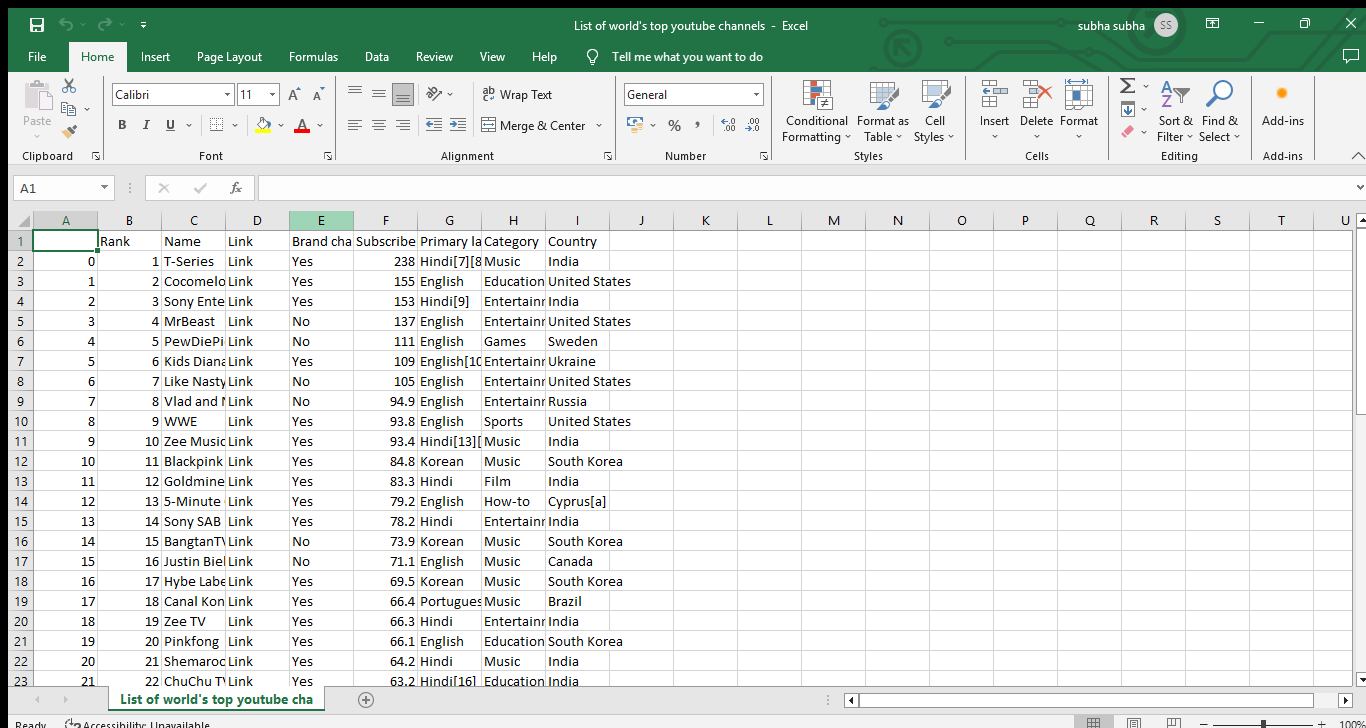 List of world's top youtube channels - Excel subha subha SS
File Home Insert Page Layout Formulas Data Review View Help Tell me what you want to do
Paste Calibri 11 A A Wrap Text General Conditional Format as Cell Insert Delete Format Sort & Find & Add-ins
B I U A Merge & Center % , Formatting Table Styles Filter Select
Clipboard Font Alignment Number Styles Cells Editing Add-ins
A1 fx
A B C D E F G H I J K L M N O P Q R S T U
1 Rank Name Link Brand cha Subscribe Primary la Category Country
2 0 1 T-Series Link Yes 238 Hindi[7][8 Music India
3 1 2 Cocomelo Link Yes 155 English Education United States
4 2 3 Sony Ente Link Yes 153 Hindi[9] Entertainm India
5 3 4 MrBeast Link No 137 English Entertainm United States
6 4 5 PewDiePi Link No 111 English Games Sweden
7 5 6 Kids Diana Link Yes 109 English[10 Entertainm Ukraine
8 6 7 Like Nasty Link No 105 English Entertainm United States
9 7 8 Vlad and N Link No 94.9 English Entertainm Russia
10 8 9 WWE Link Yes 93.8 English Sports United States
11 9 10 Zee Music Link Yes 93.4 Hindi[13][ Music India
12 10 11 Blackpink Link Yes 84.8 Korean Music South Korea
13 11 12 Goldmine Link Yes 83.3 Hindi Film India
14 12 13 5-Minute Link Yes 79.2 English How-to Cyprus[a]
15 13 14 Sony SAB Link Yes 78.2 Hindi Entertainm India
16 14 15 BangtanTV Link No 73.9 Korean Music South Korea
17 15 16 Justin Biel Link No 71.1 English Music Canada
18 16 17 Hybe Labe Link Yes 69.5 Korean Music South Korea
19 17 18 Canal Kon Link Yes 66.4 Portugues Music Brazil
20 18 19 Zee TV Link Yes 66.3 Hindi Entertainm India
21 19 20 Pinkfong Link Yes 66.1 English Education South Korea
22 20 21 Shemaroo Link Yes 64.2 Hindi Music India
23 21 22 ChuChu TV Link Yes 63.2 Hindi[16] Education India
List of world's top youtube cha
Ready Accessibility: Unavailable 100%